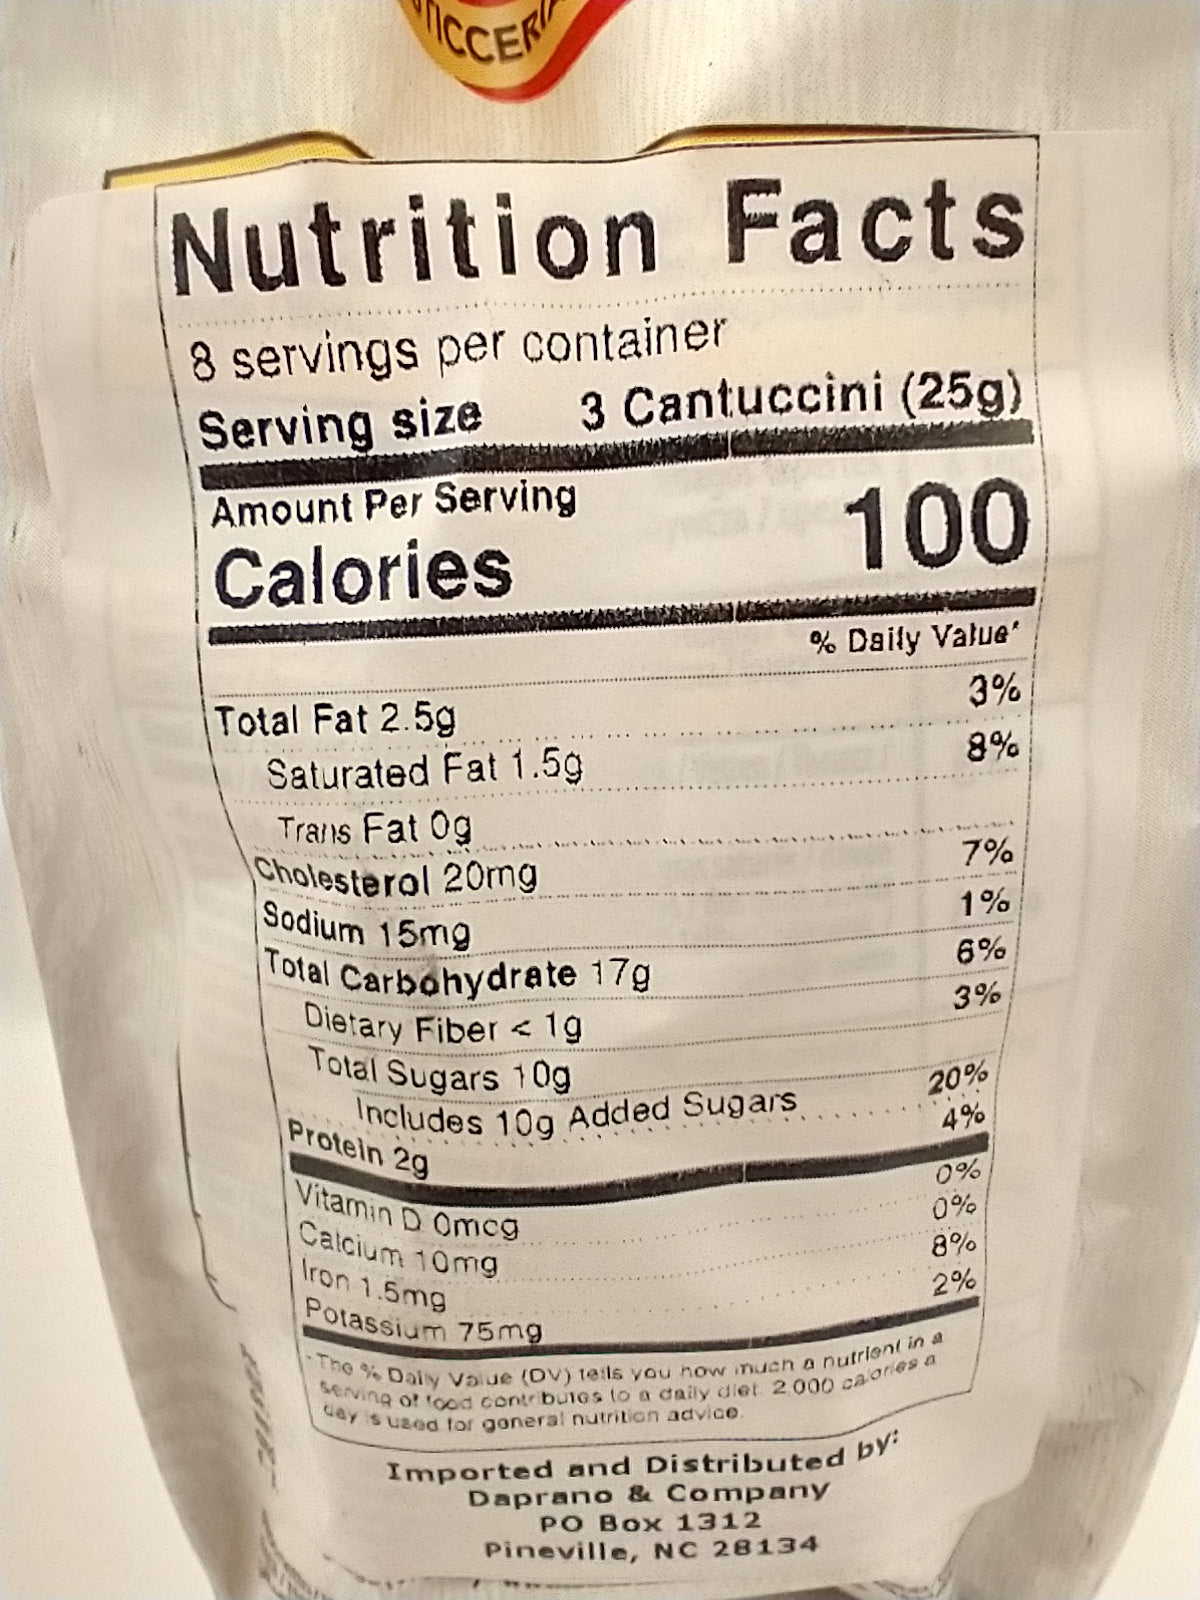 TICCERIA
Nutrition Facts
8 servings per container
Serving size 3 Cantuccini (25g)
Amount Per Serving
Calories 100
% Daily Value*
Total Fat 2.5g 3%
Saturated Fat 1.5g 8%
Trans Fat 0g
Cholesterol 20mg 7%
Sodium 15mg 1%
Total Carbohydrate 17g 6%
Dietary Fiber < 1g 3%
Total Sugars 10g
Includes 10g Added Sugars 20%
Protein 2g 4%
Vitamin D 0mcg 0%
Calcium 10mg 0%
Iron 1.5mg 8%
Potassium 75mg 2%
*The % Daily Value (DV) tells you how much a nutrient in a
serving of food contributes to a daily diet. 2,000 calories a
day is used for general nutrition advice.
Imported and Distributed by:
Daprano & Company
PO Box 1312
Pineville, NC 28134